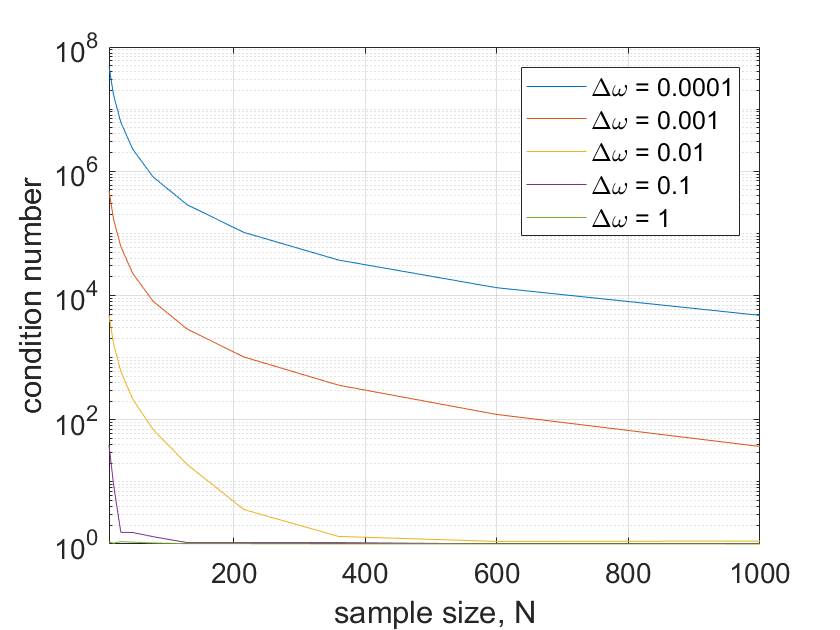 10^8
10^6
10^4
10^2
10^0
condition number
Δω = 0.0001
Δω = 0.001
Δω = 0.01
Δω = 0.1
Δω = 1
200 400 600 800 1000
sample size, N